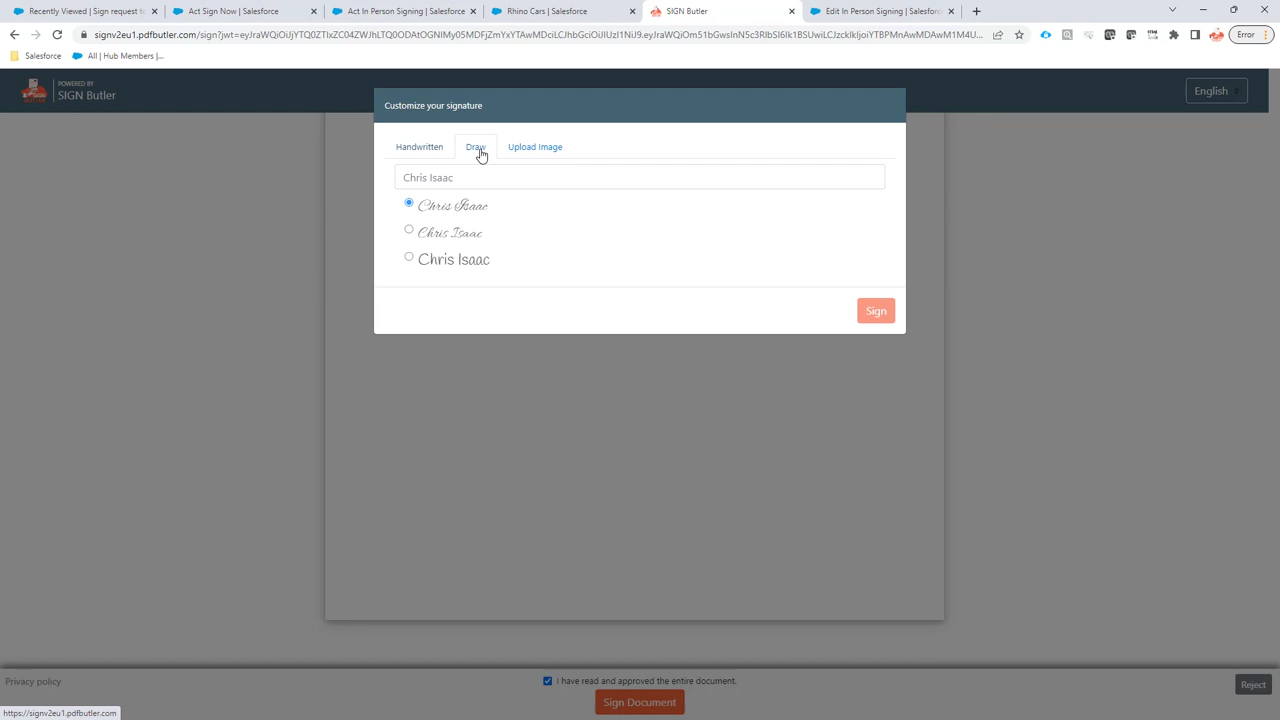 Recently Viewed | Sign request t
Act Sign Now | Salesforce
Act In Person Signing | Salesforce
Rhino Cars | Salesforce
SIGN Butler
Edit In Person Signing | Salesforc
Error
Salesforce
All | Hub Members |...
POWERED BY
SIGN Butler
English
Customize your signature
Handwritten
Draw
Upload Image
Chris Isaac
Chris Isaac
Chris Isaac
Chris Isaac
Sign
Privacy policy
I have read and approved the entire document.
Sign Document
Reject
https://signv2eu1.pdfbutler.com